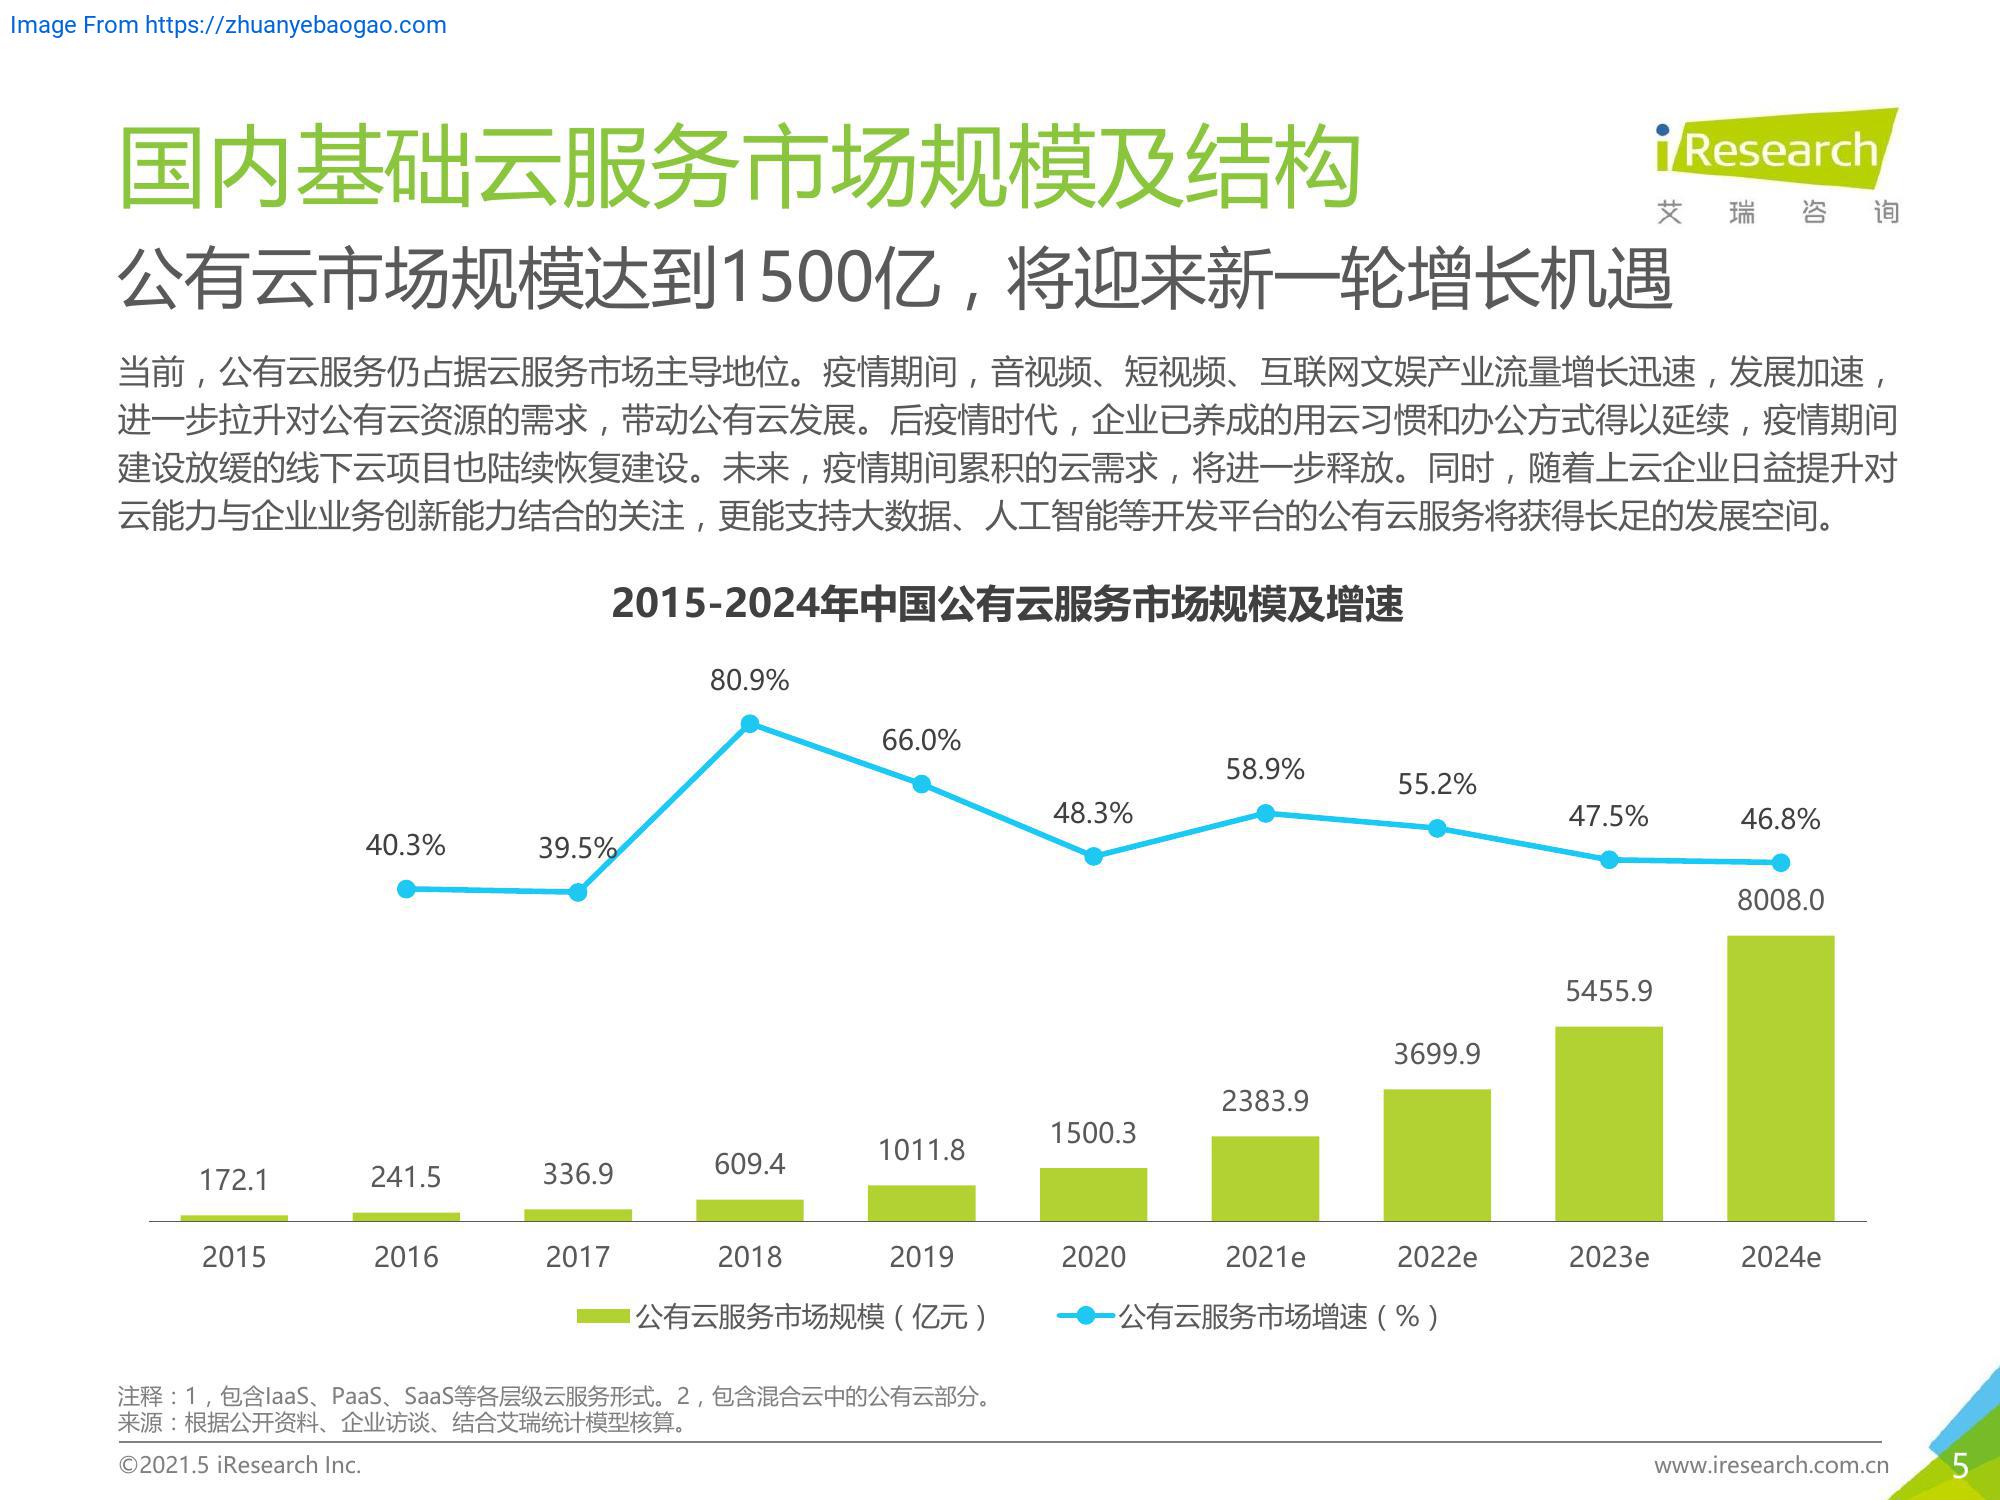 Image From https://zhuanyebaogao.com
国内基础云服务市场规模及结构
iResearch
艾瑞咨询
公有云市场规模达到1500亿，将迎来新一轮增长机遇
当前，公有云服务仍占据云服务市场主导地位。疫情期间，音视频、短视频、互联网文娱产业流量增长迅速，发展加速，
进一步拉升对公有云资源的需求，带动公有云发展。后疫情时代，企业已养成的用云习惯和办公方式得以延续，疫情期间
建设放缓的线下云项目也陆续恢复建设。未来，疫情期间累积的云需求，将进一步释放。同时，随着上云企业日益提升对
云能力与企业业务创新能力结合的关注，更能支持大数据、人工智能等开发平台的公有云服务将获得长足的发展空间。
2015-2024年中国公有云服务市场规模及增速
40.3% 39.5% 80.9% 66.0% 48.3% 58.9% 55.2% 47.5% 46.8%
172.1 241.5 336.9 609.4 1011.8 1500.3 2383.9 3699.9 5455.9 8008.0
2015 2016 2017 2018 2019 2020 2021e 2022e 2023e 2024e
公有云服务市场规模（亿元） 公有云服务市场增速（%）
注释：1，包含IaaS、PaaS、SaaS等各层级云服务形式。2，包含混合云中的公有云部分。
来源：根据公开资料、企业访谈、结合艾瑞统计模型核算。
©2021.5 iResearch Inc.
www.iresearch.com.cn
5